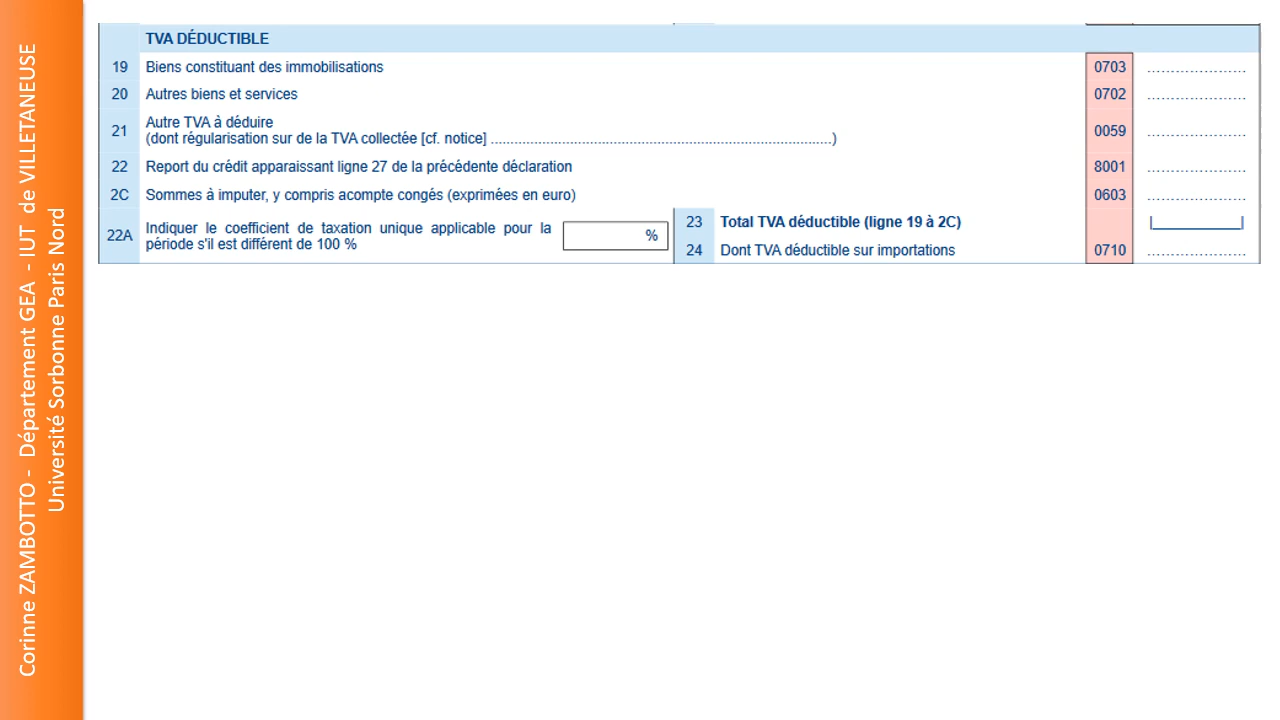 Corinne ZAMBOTTO - Département GEA - IUT de VILLETANEUSE
Université Sorbonne Paris Nord
TVA DÉDUCTIBLE
19 Biens constituant des immobilisations 0703 .....................
20 Autres biens et services 0702 .....................
21 Autre TVA à déduire 0059 .....................
(dont régularisation sur de la TVA collectée [cf. notice] ...................................................................................)
22 Report du crédit apparaissant ligne 27 de la précédente déclaration 8001 .....................
2C Sommes à imputer, y compris acompte congés (exprimées en euro) 0603 .....................
22A Indiquer le coefficient de taxation unique applicable pour la
période s'il est différent de 100 % %
23 Total TVA déductible (ligne 19 à 2C)
24 Dont TVA déductible sur importations 0710 .....................